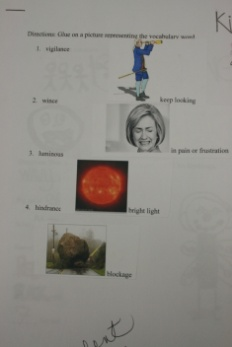 Directions: Glue on a picture representing the vocabulary word
1. vigilance
keep looking
2. wince
in pain or frustration
3. luminous
bright light
4. hindrance
blockage